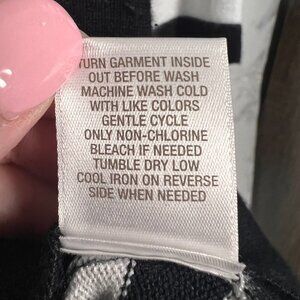 TURN GARMENT INSIDE
OUT BEFORE WASH
MACHINE WASH COLD
WITH LIKE COLORS
GENTLE CYCLE
ONLY NON-CHLORINE
BLEACH IF NEEDED
TUMBLE DRY LOW
COOL IRON ON REVERSE
SIDE WHEN NEEDED